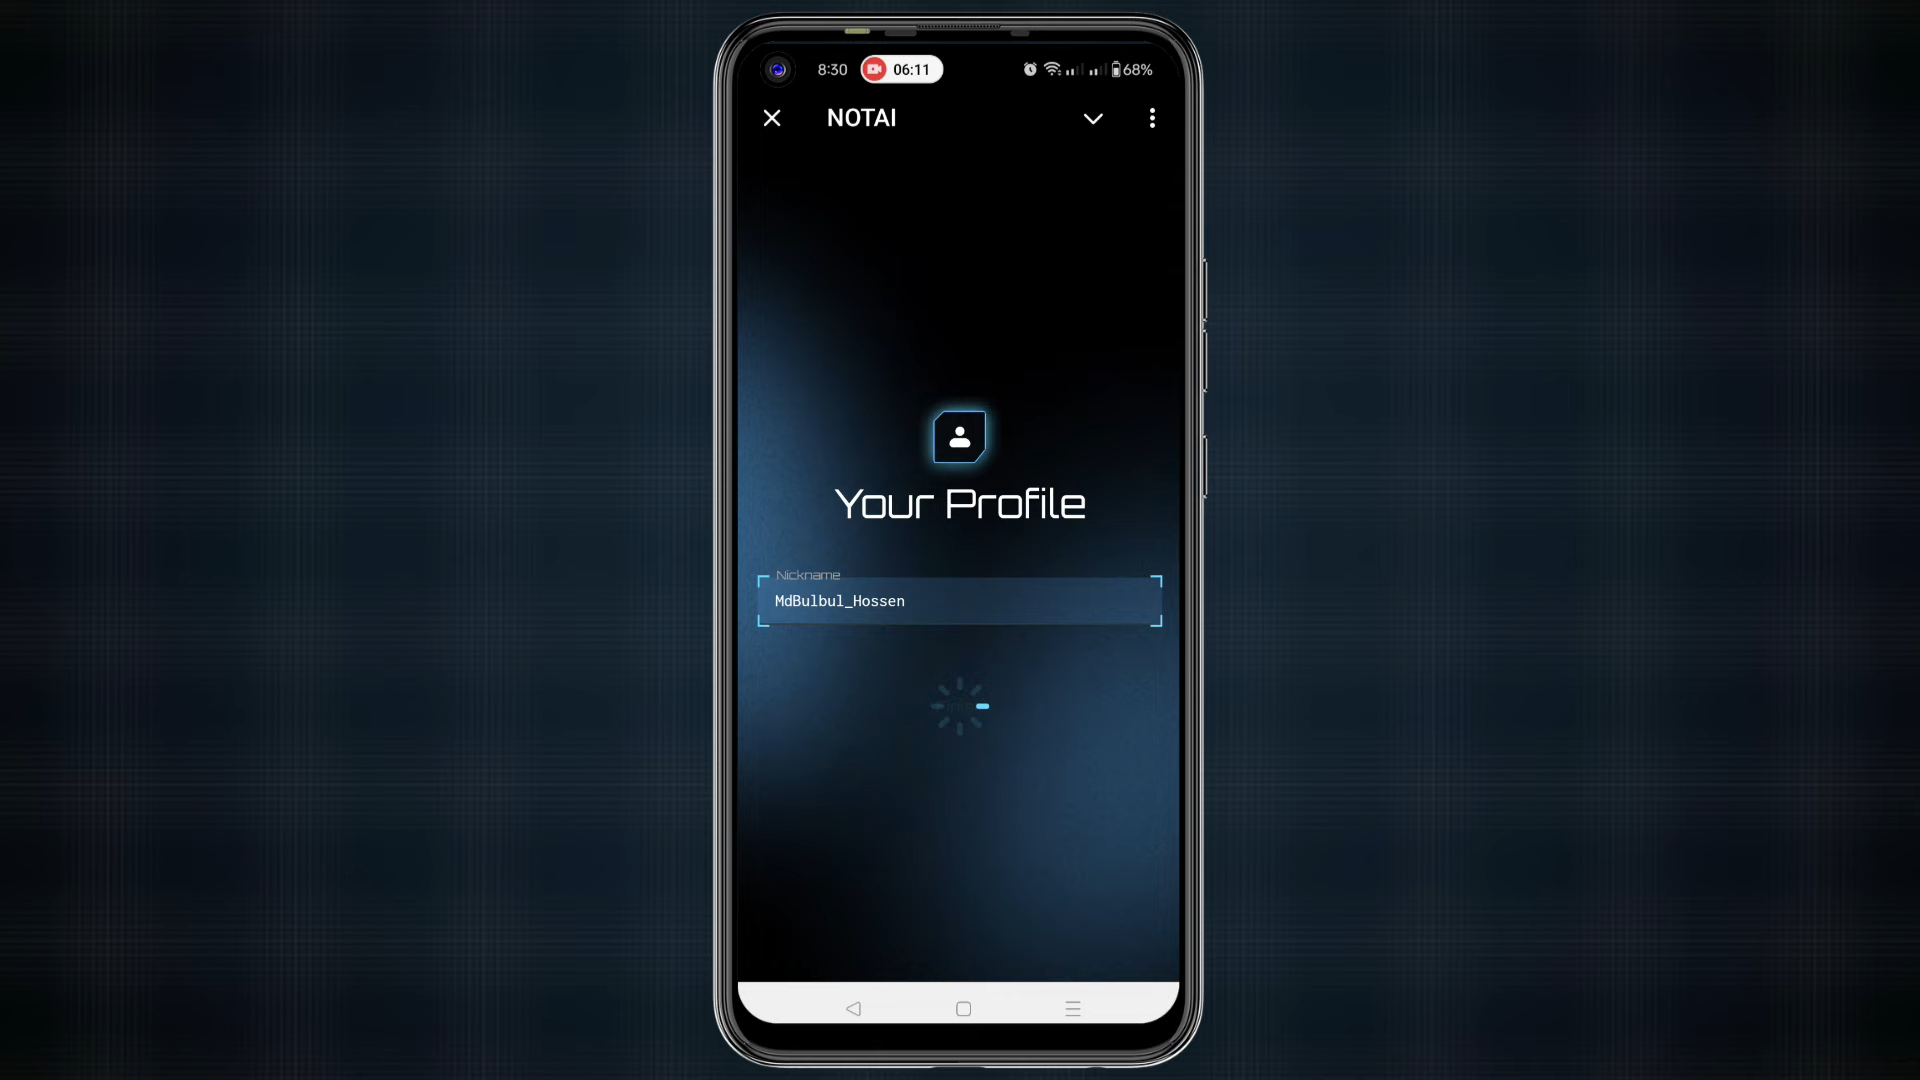 8:30 06:11 68%
NOTAI
Your Profile
Nickname
MdBulbul_Hossen